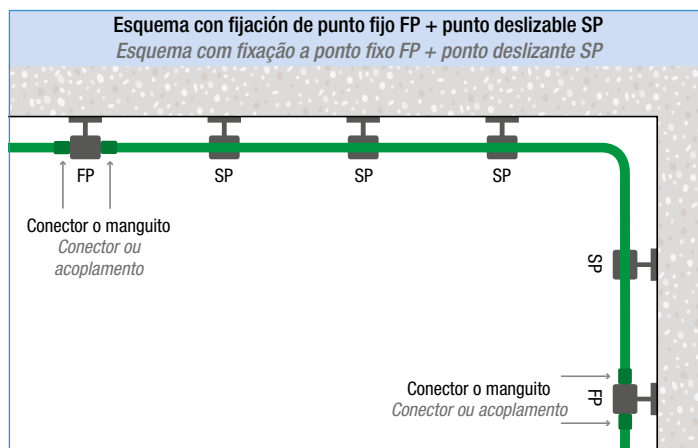 Esquema con fijación de punto fijo FP + punto deslizable SP
Esquema com fixação a ponto fixo FP + ponto deslizante SP
FP
SP
SP
SP
Conector o manguito
Conector ou
acoplamento
SP
Conector o manguito
Conector ou acoplamento
FP